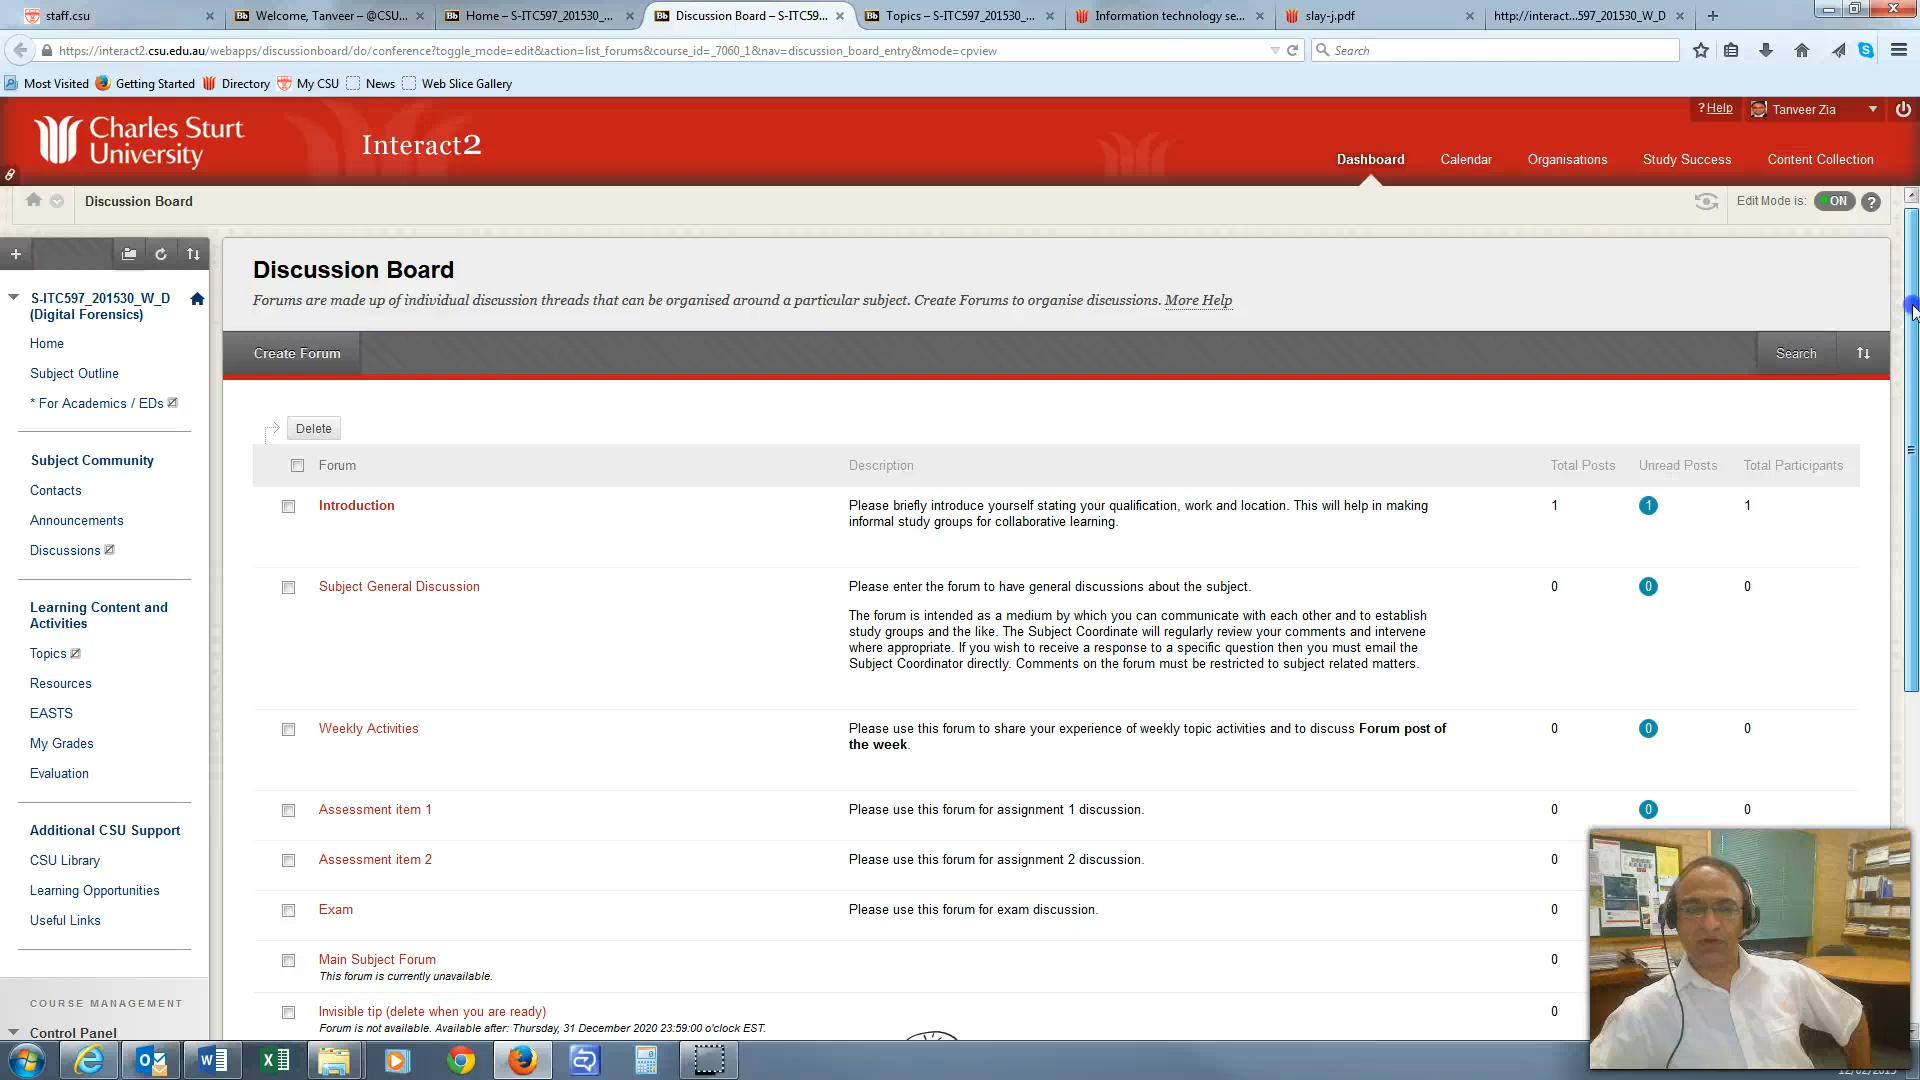 staff.csu
Welcome, Tanveer – @CSU...
Home – S-ITC597_201530_...
Discussion Board – S-ITC59...
Topics – S-ITC597_201530_...
Information technology se...
slay-j.pdf
http://interact...597_201530_W_D
https://interact2.csu.edu.au/webapps/discussionboard/do/conference?toggle_mode=edit&action=list_forums&course_id=_7060_1&nav=discussion_board_entry&mode=cpview
Search
Most Visited
Getting Started
Directory
My CSU
News
Web Slice Gallery
? Help
Tanveer Zia
Charles Sturt
University
Interact2
Dashboard
Calendar
Organisations
Study Success
Content Collection
Discussion Board
Edit Mode is: ON ?
S-ITC597_201530_W_D
(Digital Forensics)
Home
Subject Outline
* For Academics / EDs
Subject Community
Contacts
Announcements
Discussions
Learning Content and
Activities
Topics
Resources
EASTS
My Grades
Evaluation
Additional CSU Support
CSU Library
Learning Opportunities
Useful Links
COURSE MANAGEMENT
Control Panel
Discussion Board
Forums are made up of individual discussion threads that can be organised around a particular subject. Create Forums to organise discussions. More Help
Create Forum
Search
Delete
Forum Description Total Posts Unread Posts Total Participants
Introduction
Please briefly introduce yourself stating your qualification, work and location. This will help in making
informal study groups for collaborative learning.
1 1 1
Subject General Discussion
Please enter the forum to have general discussions about the subject.
The forum is intended as a medium by which you can communicate with each other and to establish
study groups and the like. The Subject Coordinate will regularly review your comments and intervene
where appropriate. If you wish to receive a response to a specific question then you must email the
Subject Coordinator directly. Comments on the forum must be restricted to subject related matters.
0 0 0
Weekly Activities
Please use this forum to share your experience of weekly topic activities and to discuss Forum post of
the week.
0 0 0
Assessment item 1 Please use this forum for assignment 1 discussion. 0 0 0
Assessment item 2 Please use this forum for assignment 2 discussion. 0
Exam Please use this forum for exam discussion. 0
Main Subject Forum 0
This forum is currently unavailable.
Invisible tip (delete when you are ready) 0
Forum is not available. Available after: Thursday, 31 December 2020 23:59:00 o'clock EST.